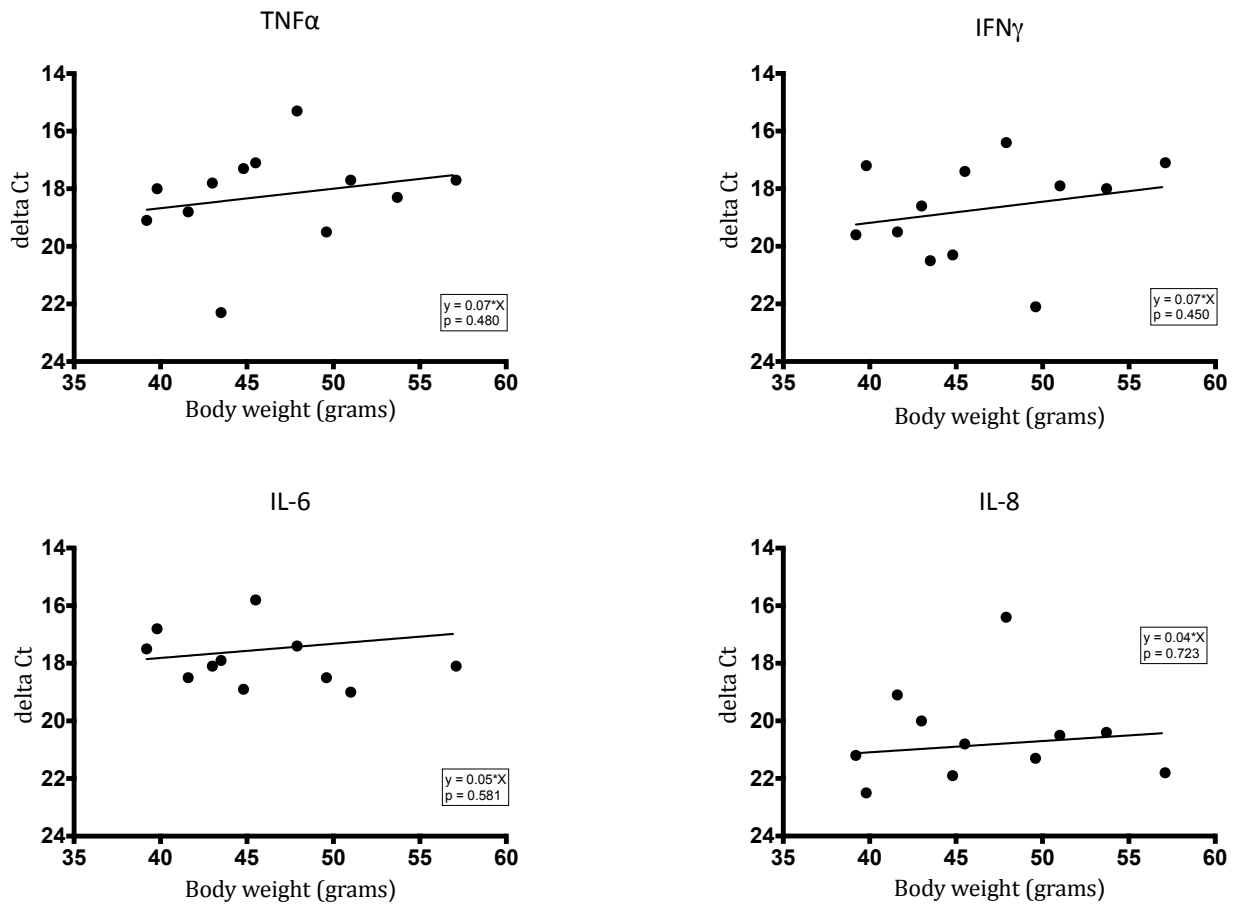 TNFα
14
16
18
20
22
24
delta Ct
35 40 45 50 55 60
Body weight (grams)
y = 0.07*X
p = 0.480
IFNγ
14
16
18
20
22
24
delta Ct
35 40 45 50 55 60
Body weight (grams)
y = 0.07*X
p = 0.450
IL-6
14
16
18
20
22
24
delta Ct
35 40 45 50 55 60
Body weight (grams)
y = 0.05*X
p = 0.581
IL-8
14
16
18
20
22
24
delta Ct
35 40 45 50 55 60
Body weight (grams)
y = 0.04*X
p = 0.723